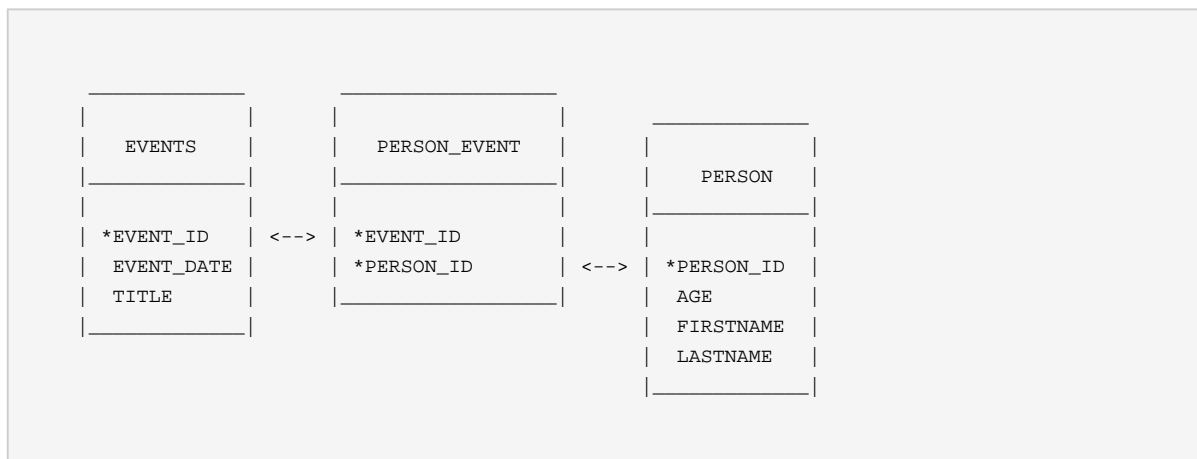 EVENTS
PERSON_EVENT
PERSON
*EVENT_ID <--> *EVENT_ID
EVENT_DATE *PERSON_ID <--> *PERSON_ID
TITLE AGE
FIRSTNAME
LASTNAME